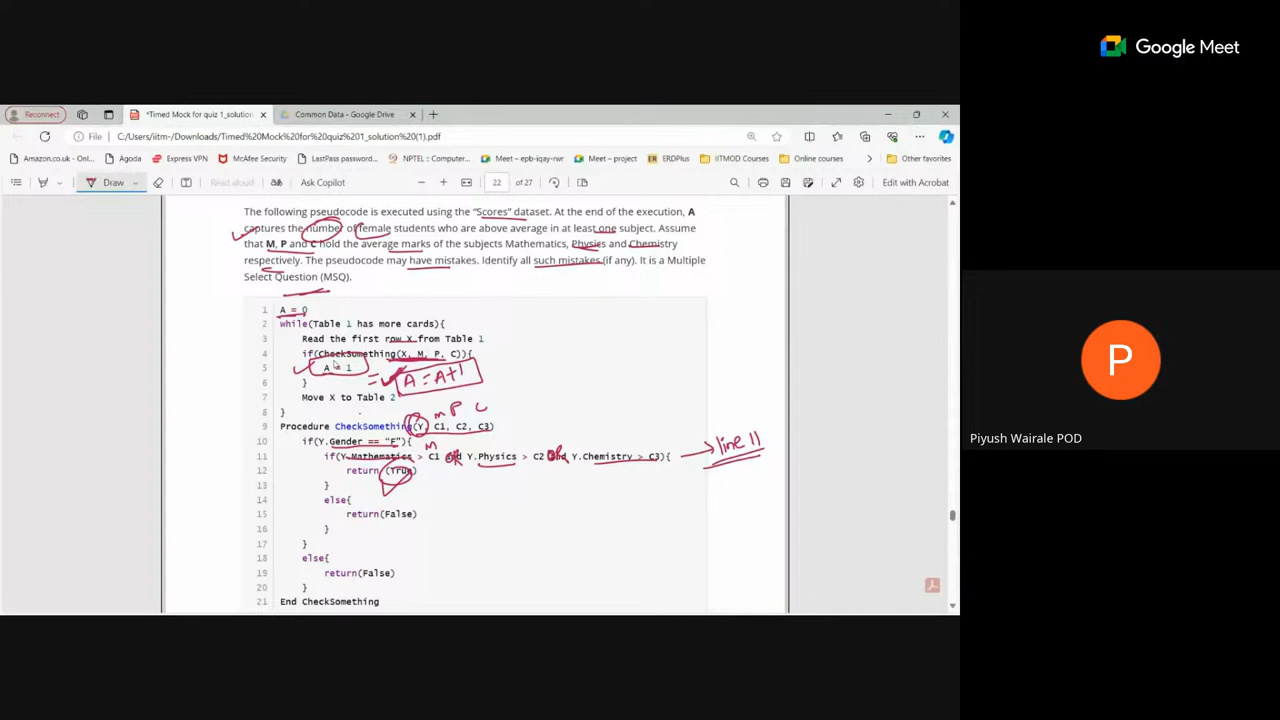 Google Meet
Reconnect
*Timed Mock for quiz 1_solution
Common Data - Google Drive
File
C:/Users/iitm-/Downloads/Timed%20Mock%20for%20quiz%201_solution%20(1).pdf
Amazon.co.uk - Onl...
Agoda
Express VPN
McAfee Security
LastPass password...
NPTEL :: Computer...
Meet – epb-iqay-rwr
Meet – project
ER ERDPlus
IITMOD Courses
Online courses
Other favorites
Draw
Read aloud
Ask Copilot
22 of 27
Edit with Acrobat
The following pseudocode is executed using the "Scores" dataset. At the end of the execution, A
captures the number of female students who are above average in at least one subject. Assume
that M, P and C hold the average marks of the subjects Mathematics, Physics and Chemistry
respectively. The pseudocode may have mistakes. Identify all such mistakes (if any). It is a Multiple
Select Question (MSQ).
1 A = 0
2 while(Table 1 has more cards){
3 Read the first row X from Table 1
4 if(CheckSomething(X, M, P, C)){
5 A = 1
= A = A+1
6 }
7 Move X to Table 2
8 }
m P C
9 Procedure CheckSomething(Y, C1, C2, C3)
10 if(Y.Gender == "F"){
M
11 if(Y.Mathematics > C1 and Y.Physics > C2 and Y.Chemistry > C3){
OR OR
→ line 11
12 return (True)
13 }
14 else{
15 return(False)
16 }
17 }
18 else{
19 return(False)
20 }
21 End CheckSomething
P
Piyush Wairale POD